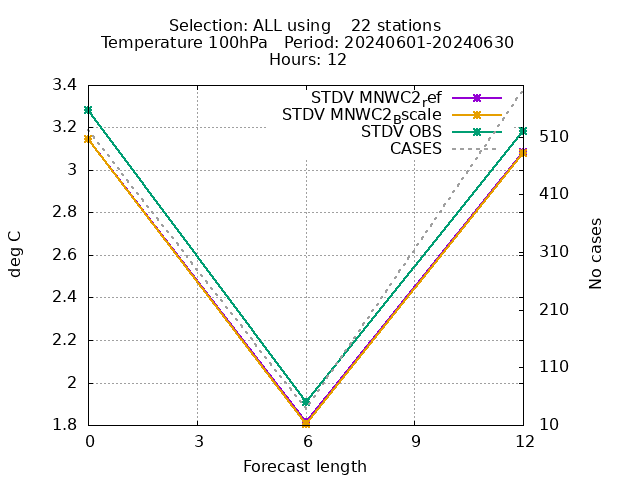 Selection: ALL using    22 stations
Temperature 100hPa   Period: 20240601-20240630
Hours: 12
STDV MNWC2ref
STDV MNWC2Bscale
STDV OBS
CASES
3.4
3.2
3
2.8
2.6
2.4
2.2
2
1.8
deg C
510
410
310
210
110
10
No cases
0 3 6 9 12
Forecast length